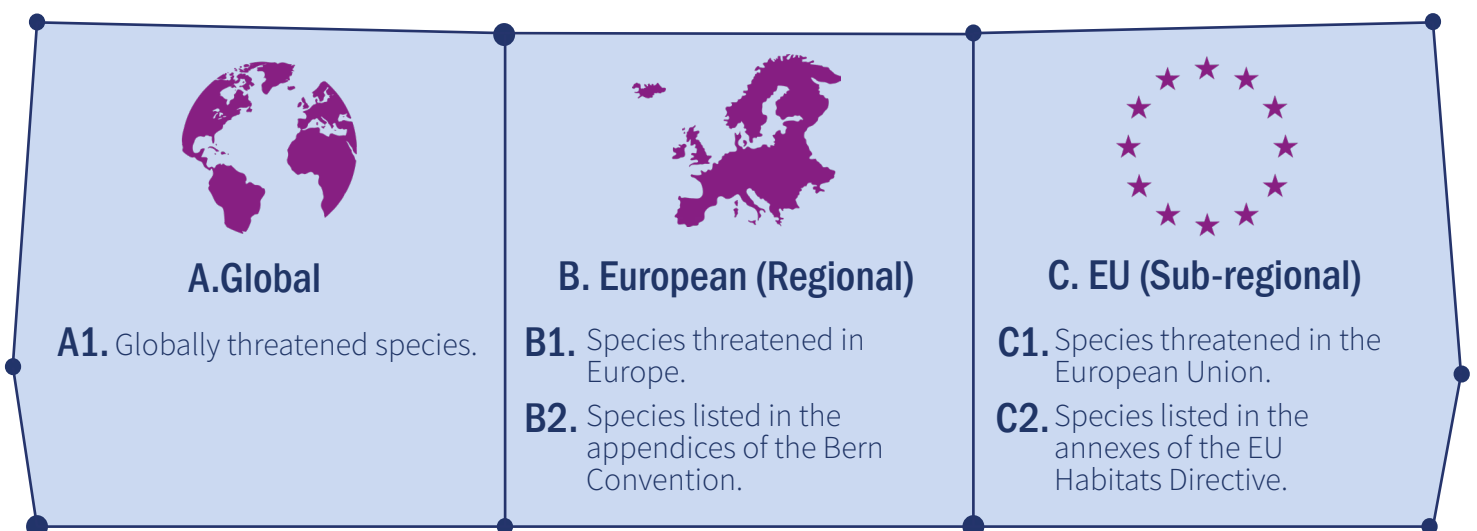 A.Global
A1. Globally threatened species.
B. European (Regional)
B1. Species threatened in
Europe.
B2. Species listed in the
appendices of the Bern
Convention.
C. EU (Sub-regional)
C1. Species threatened in the
European Union.
C2. Species listed in the
annexes of the EU
Habitats Directive.